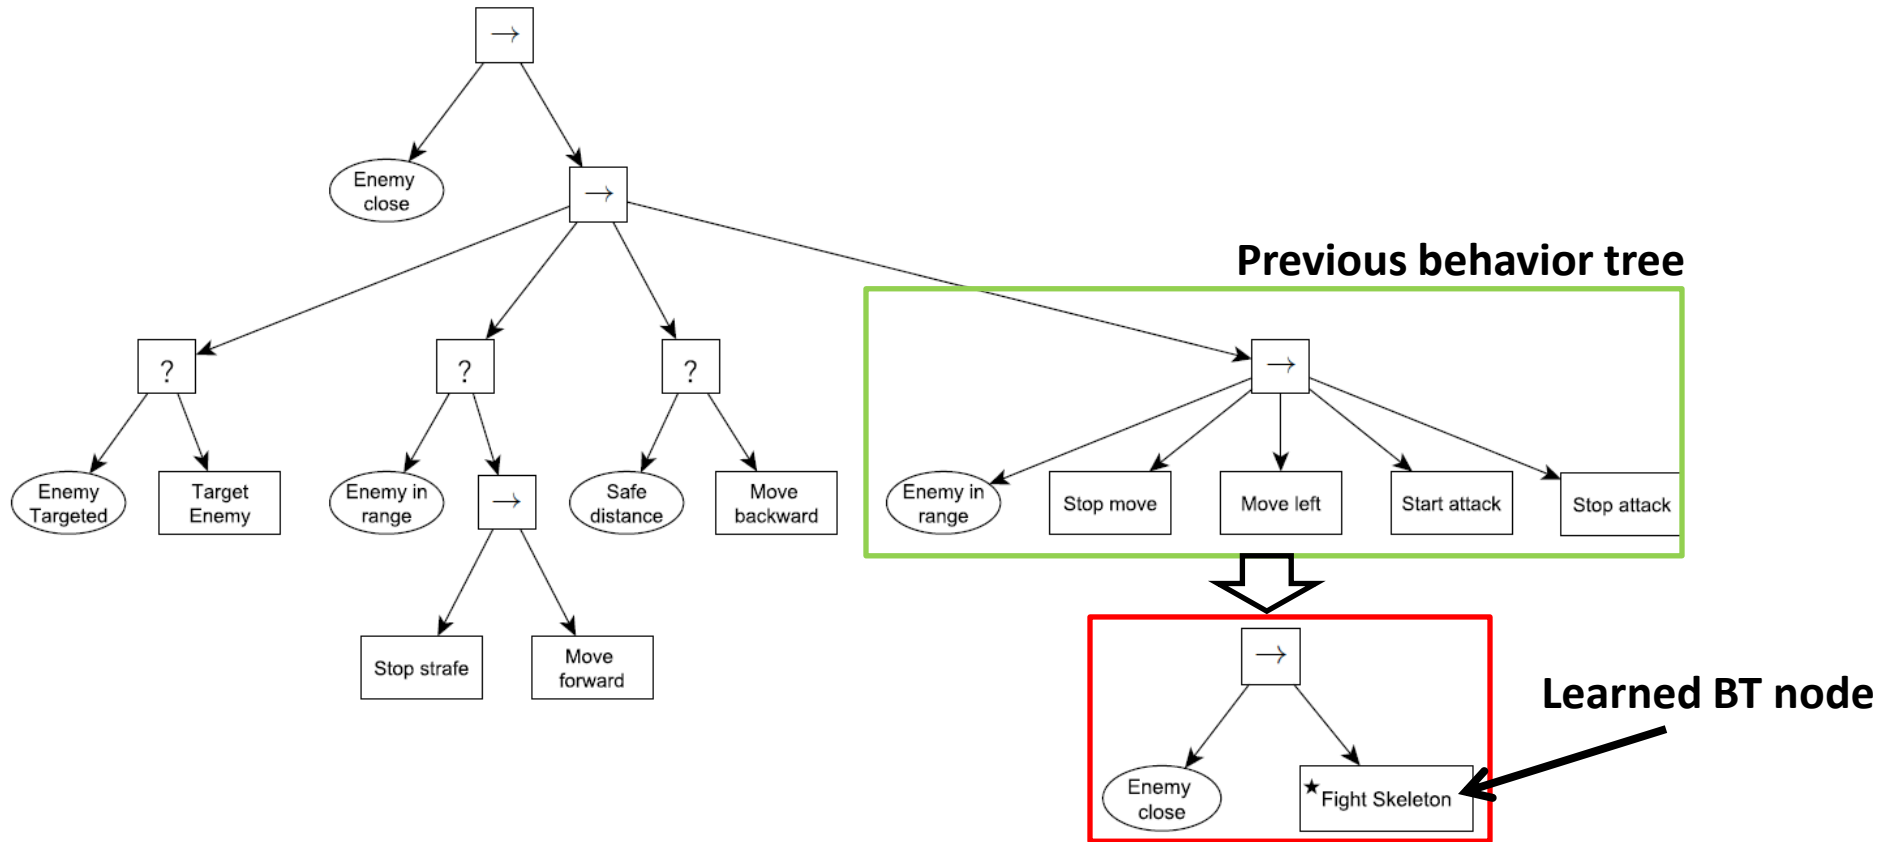 →
Enemy
close
→
Previous behavior tree
?
?
?
→
Enemy
Targeted
Target
Enemy
Enemy in
range
→
Safe
distance
Move
backward
Enemy in
range
Stop move
Move left
Start attack
Stop attack
Stop strafe
Move
forward
→
Learned BT node
Enemy
close
★Fight Skeleton